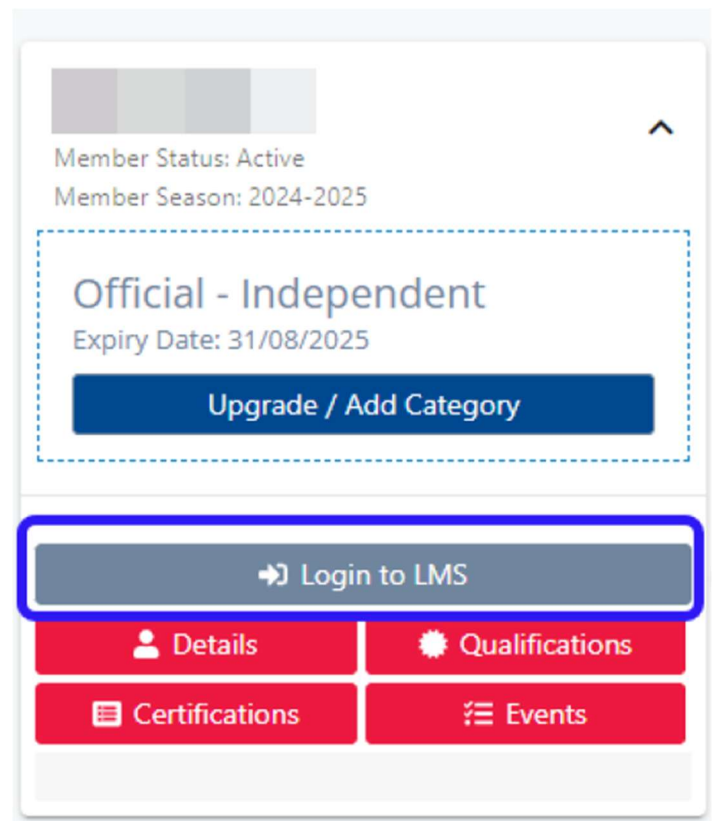 Member Status: Active
Member Season: 2024-2025
Official - Independent
Expiry Date: 31/08/2025
Upgrade / Add Category
Login to LMS
Details
Qualifications
Certifications
Events